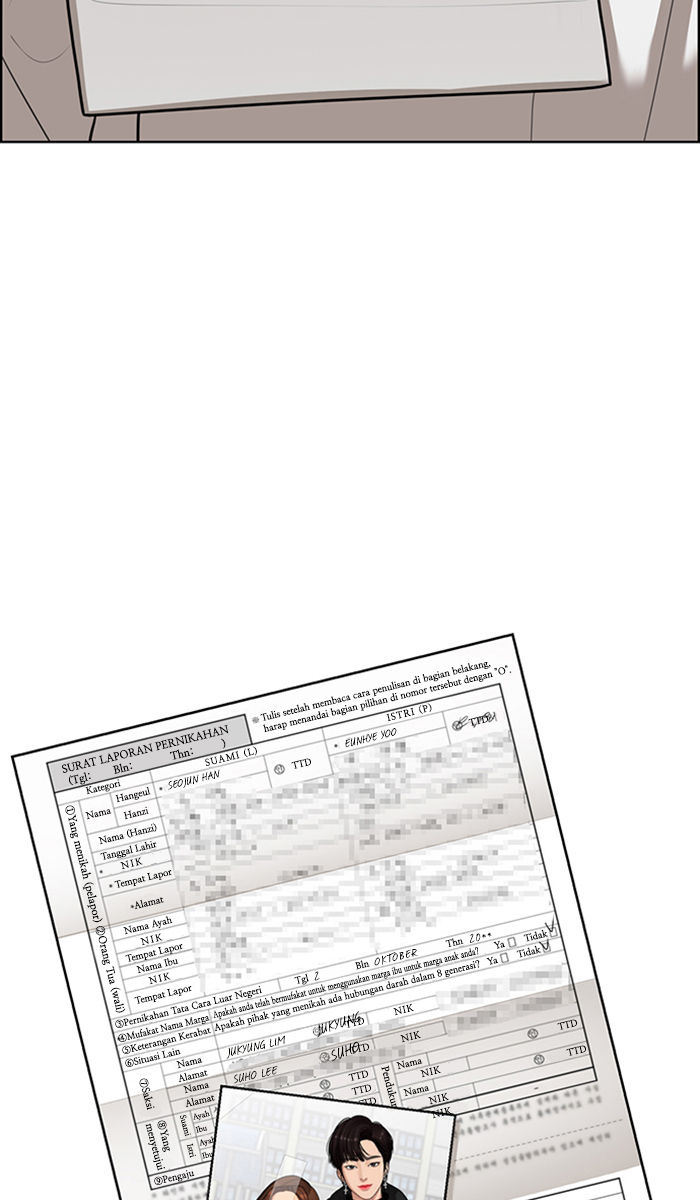 ※ Tulis setelah membaca cara penulisan di bagian belakang,
harap menandai bagian pilihan di nomor tersebut dengan "O".
SURAT LAPORAN PERNIKAHAN
(Tgl: Bln: Thn: )
Kategori SUAMI (L) ISTRI (P)
①Yang menikah (pelapor)
Nama Hangeul * SEOJUN HAN TTD * EUNHYE YOO TTD
Hanzi
Nama (Hanzi)
Tanggal Lahir
* NIK
*Tempat Lapor
*Alamat
②Orang Tua (wali)
Nama Ayah
NIK
Tempat Lapor
Nama Ibu
NIK
Tempat Lapor
③Pernikahan Tata Cara Luar Negeri Tgl 2 Bln OKTOBER Thn 20**
④Mufakat Nama Marga Apakah anda telah bermufakat untuk menggunakan marga ibu untuk marga anak anda? Ya Tidak
⑤Keterangan Kerabat Apakah pihak yang menikah ada hubungan darah dalam 8 generasi? Ya Tidak
⑥Situasi Lain
⑦Saksi
Nama JUKYUNG LIM JUKYUNG NIK
Alamat
Nama SUHO LEE SUHO TTD NIK
Alamat
⑧Yang menyetujui
Suami Ayah TTD Nama TTD
Ibu TTD NIK
Istri Ayah Nama TTD
Ibu NIK -
NIK
⑨Pengaju